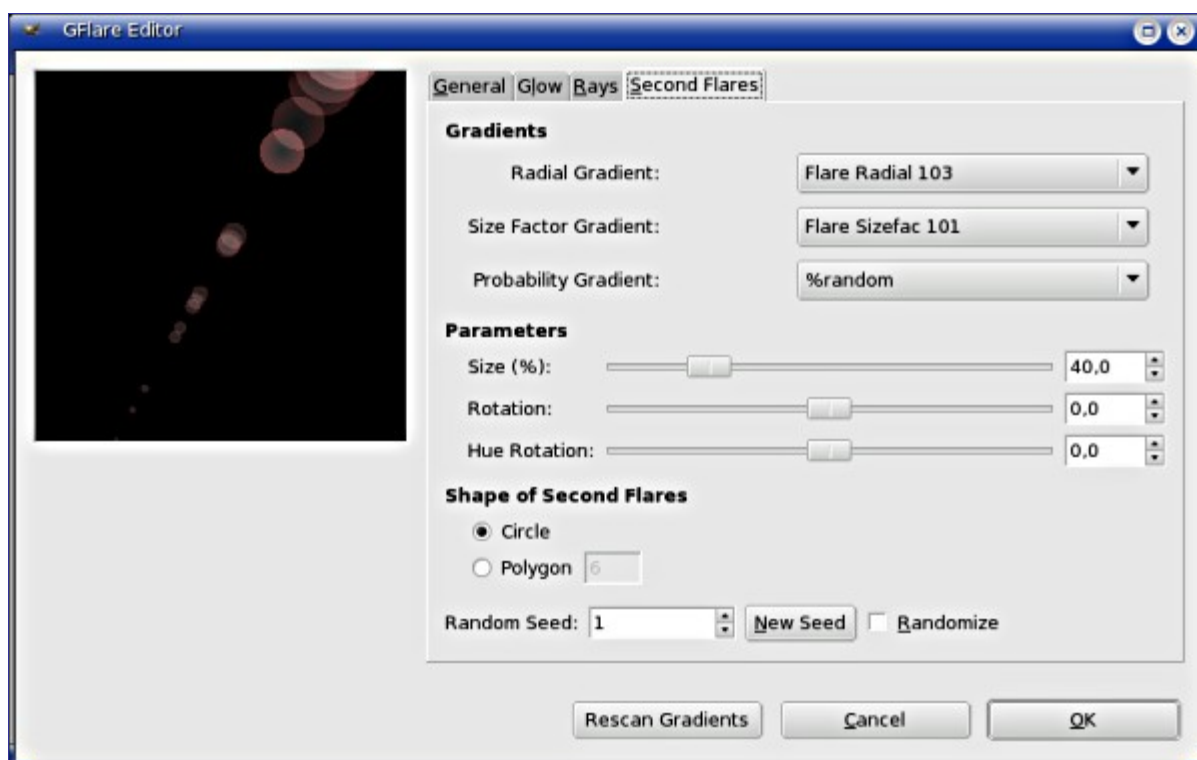 GFlare Editor
General Glow Rays Second Flares
Gradients
Radial Gradient: Flare Radial 103
Size Factor Gradient: Flare Sizefac 101
Probability Gradient: %random
Parameters
Size (%): 40,0
Rotation: 0,0
Hue Rotation: 0,0
Shape of Second Flares
Circle
Polygon 6
Random Seed: 1 New Seed Randomize
Rescan Gradients Cancel OK